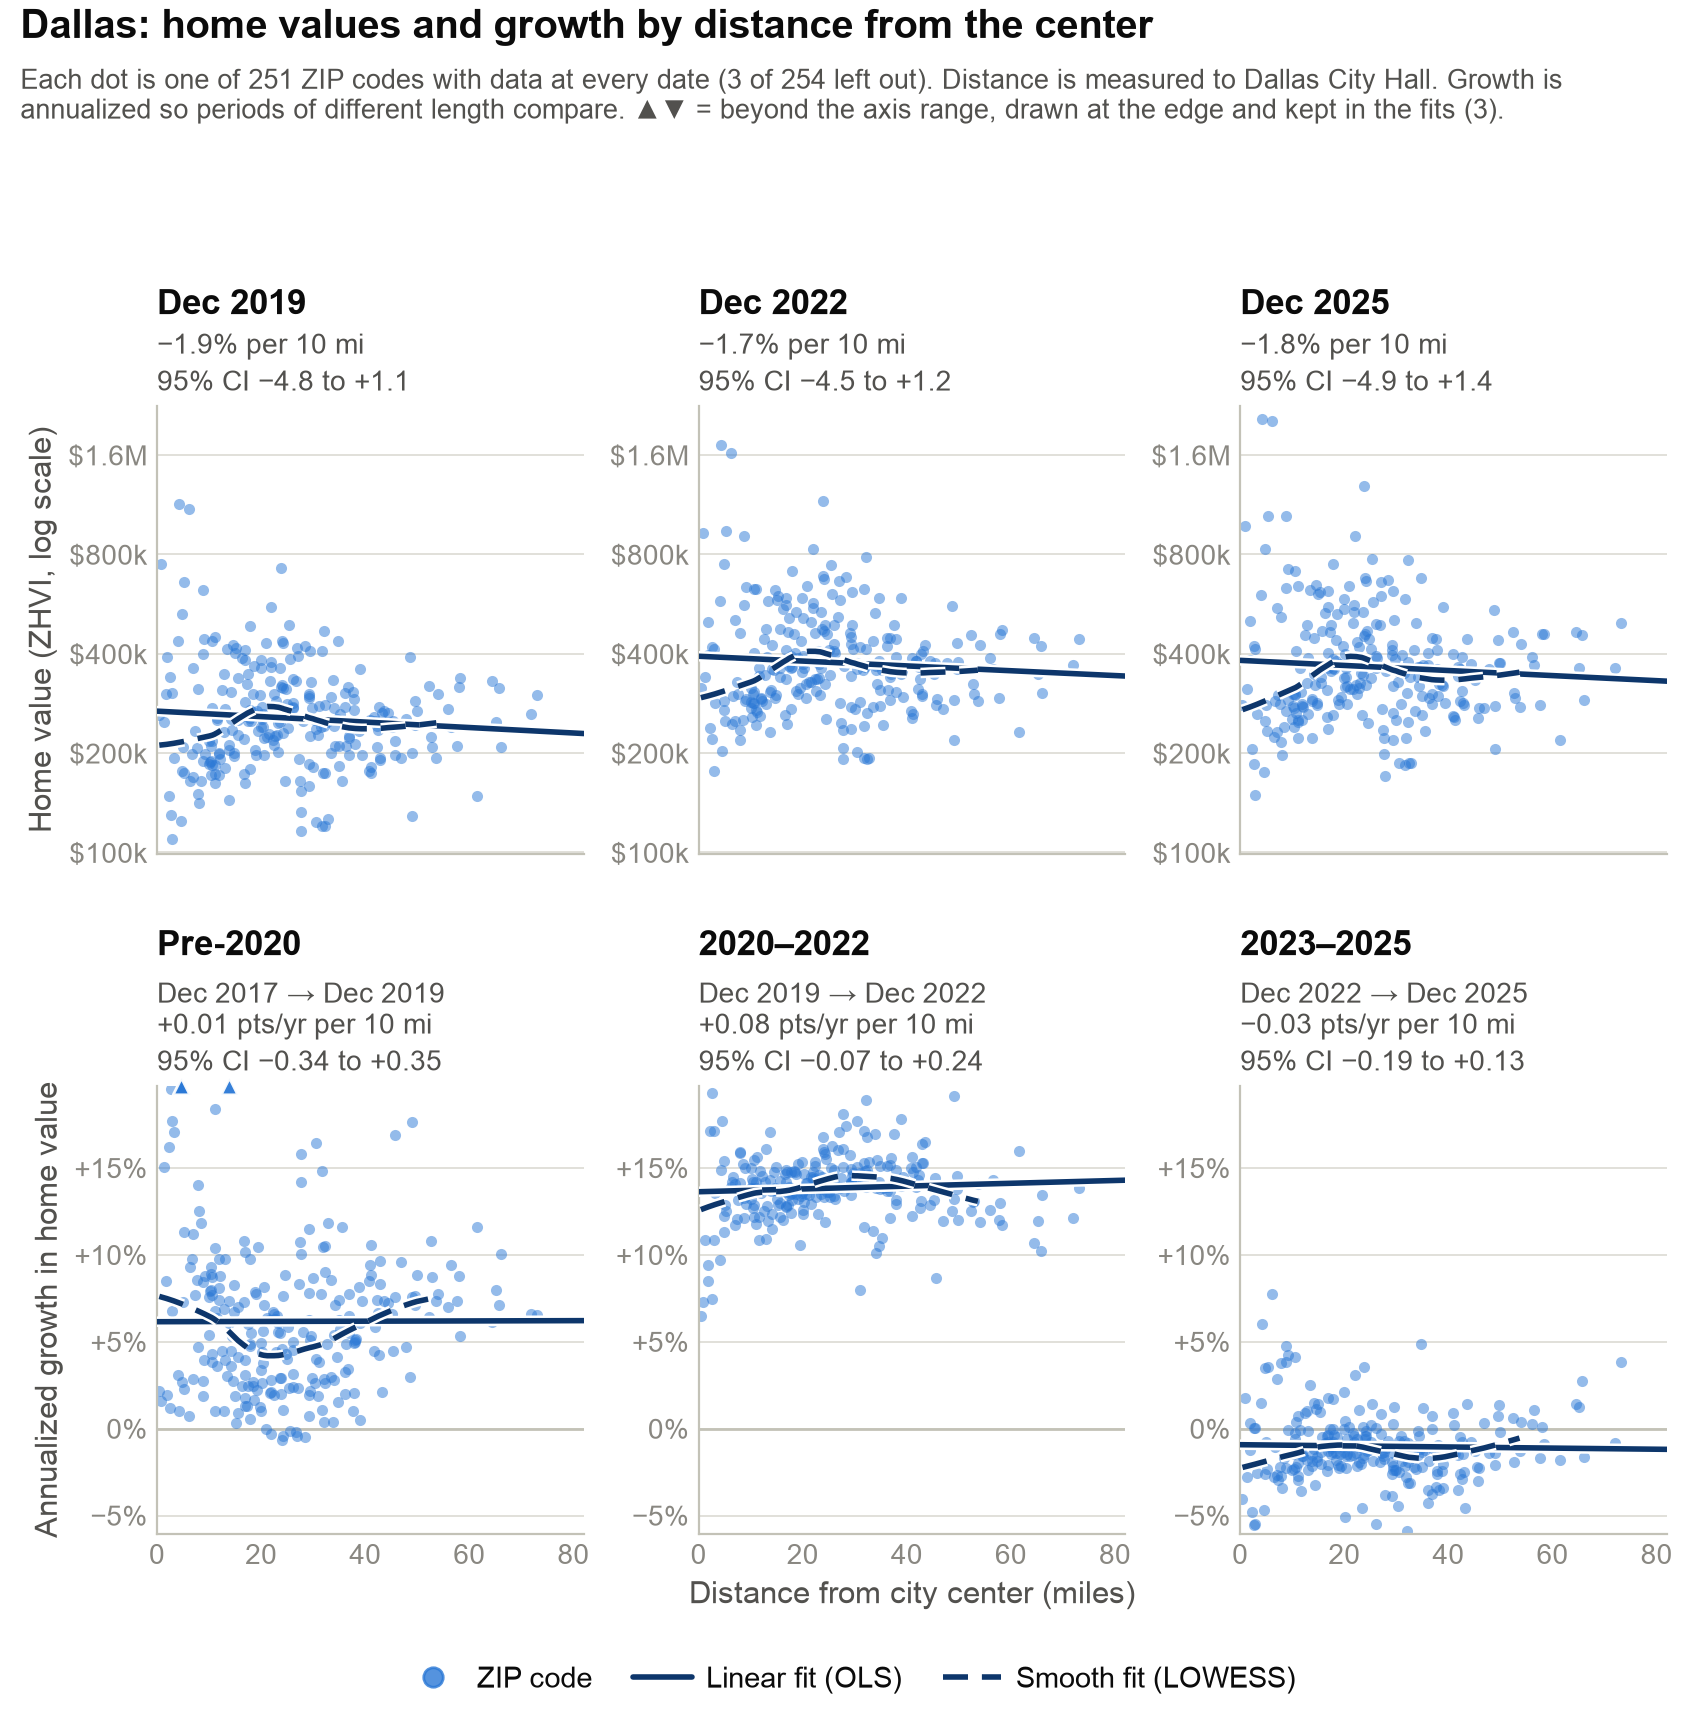 Dallas: home values and growth by distance from the center
Each dot is one of 251 ZIP codes with data at every date (3 of 254 left out). Distance is measured to Dallas City Hall. Growth is
annualized so periods of different length compare. ▲▼ = beyond the axis range, drawn at the edge and kept in the fits (3).
Dec 2019
−1.9% per 10 mi
95% CI −4.8 to +1.1
Dec 2022
−1.7% per 10 mi
95% CI −4.5 to +1.2
Dec 2025
−1.8% per 10 mi
95% CI −4.9 to +1.4
Home value (ZHVI, log scale)
$1.6M
$800k
$400k
$200k
$100k
$1.6M
$800k
$400k
$200k
$100k
$1.6M
$800k
$400k
$200k
$100k
Pre-2020
Dec 2017 → Dec 2019
+0.01 pts/yr per 10 mi
95% CI −0.34 to +0.35
2020–2022
Dec 2019 → Dec 2022
+0.08 pts/yr per 10 mi
95% CI −0.07 to +0.24
2023–2025
Dec 2022 → Dec 2025
−0.03 pts/yr per 10 mi
95% CI −0.19 to +0.13
Annualized growth in home value
+15%
+10%
+5%
0%
−5%
+15%
+10%
+5%
0%
−5%
+15%
+10%
+5%
0%
−5%
0 20 40 60 80
0 20 40 60 80
0 20 40 60 80
Distance from city center (miles)
ZIP code
Linear fit (OLS)
Smooth fit (LOWESS)